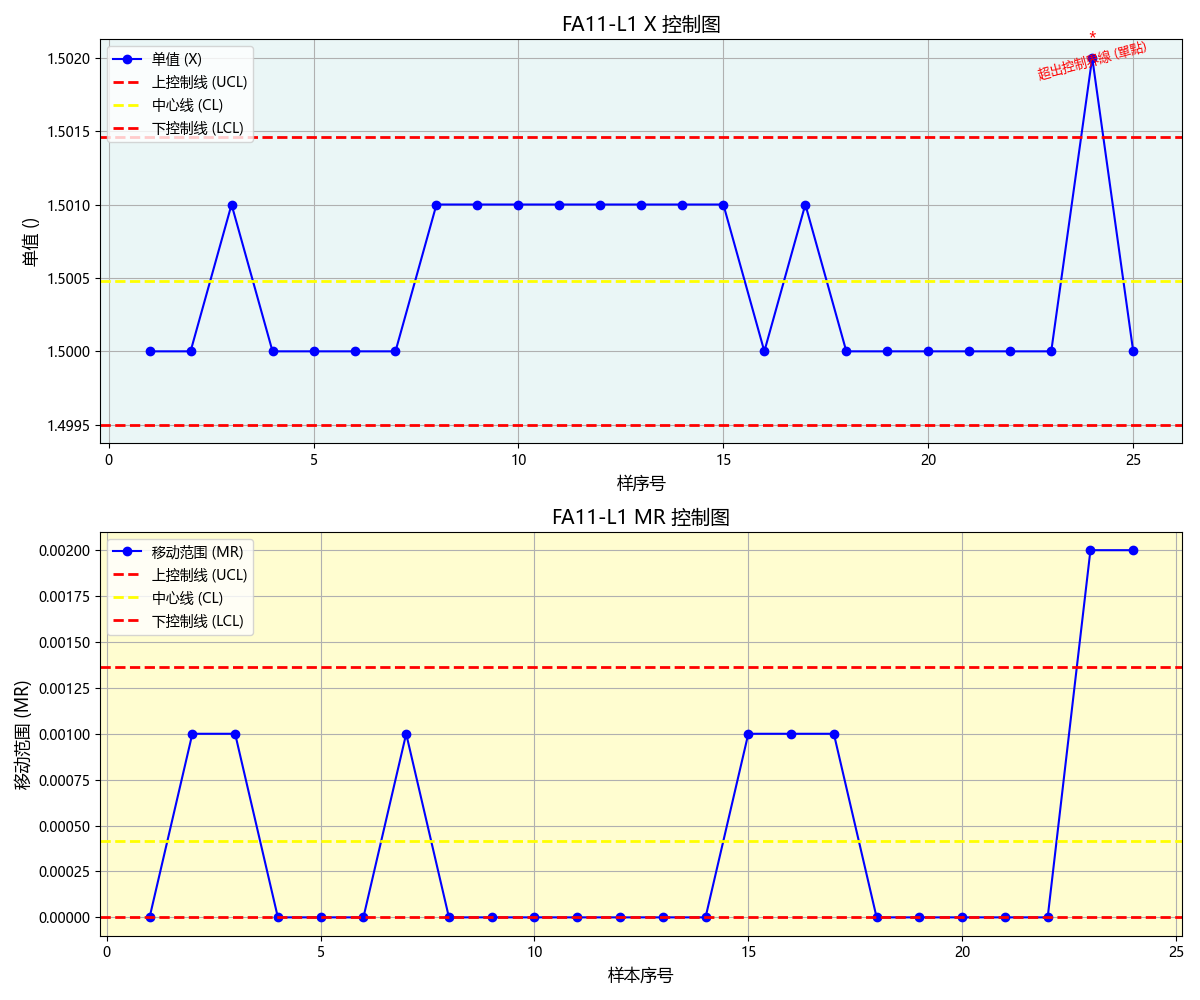 FA11-L1 X 控制图
*
超出控制界線 (單點)
单值 (X)
上控制线 (UCL)
中心线 (CL)
下控制线 (LCL)
单值 ()
1.5020
1.5015
1.5010
1.5005
1.5000
1.4995
0 5 10 15 20 25
样序号
FA11-L1 MR 控制图
移动范围 (MR)
上控制线 (UCL)
中心线 (CL)
下控制线 (LCL)
移动范围 (MR)
0.00200
0.00175
0.00150
0.00125
0.00100
0.00075
0.00050
0.00025
0.00000
0 5 10 15 20 25
样本序号